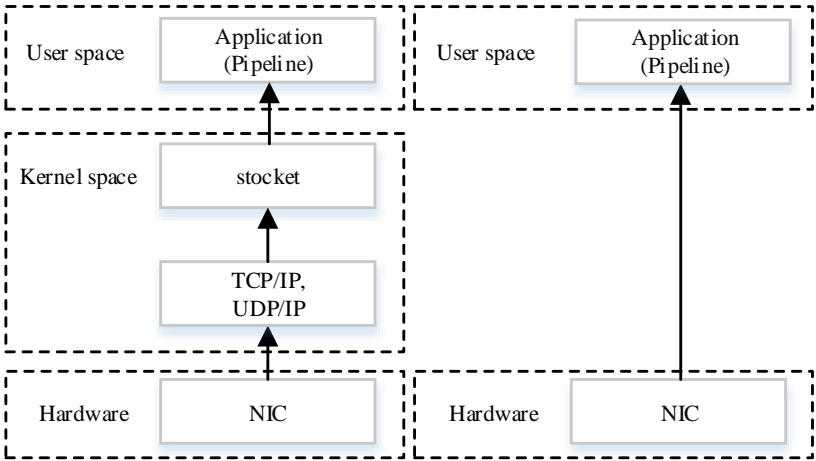 User space
Application
(Pipeline)
Kernel space
stocket
TCP/IP,
UDP/IP
Hardware
NIC
User space
Application
(Pipeline)
Hardware
NIC